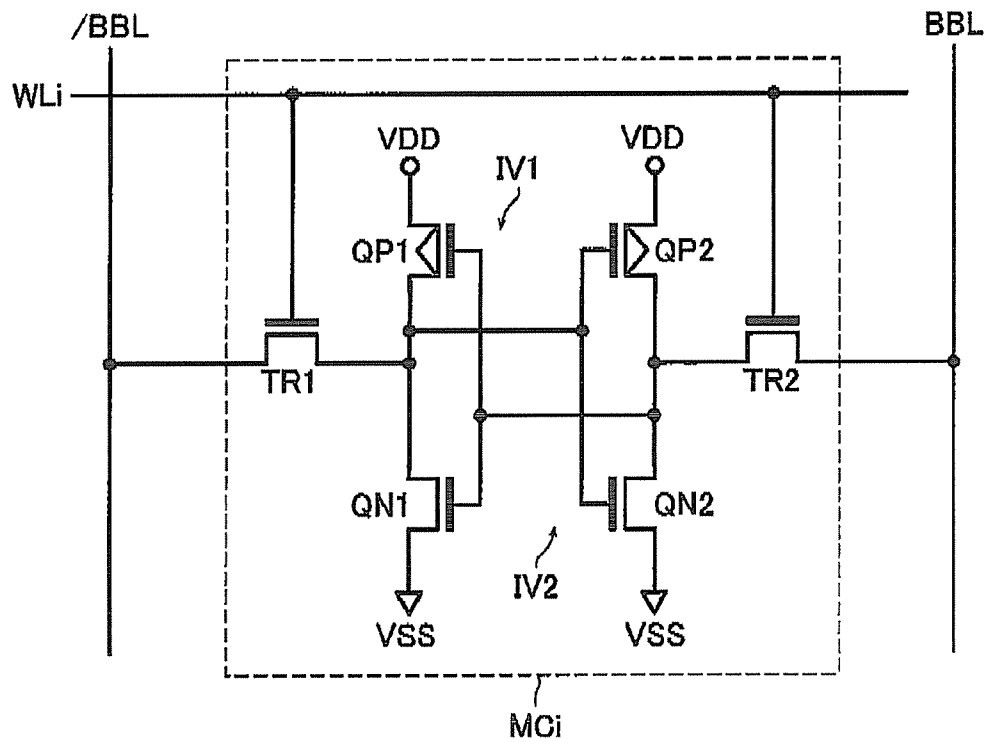 /BBL
BBL
WLi
VDD
VDD
IV1
QP1
QP2
TR1
TR2
QN1
QN2
IV2
VSS
VSS
MCi